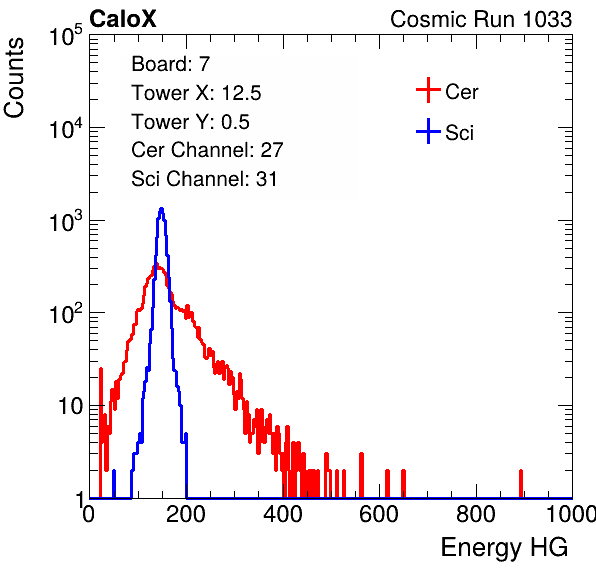 CaloX
Cosmic Run 1033
Counts
Board: 7
Tower X: 12.5
Tower Y: 0.5
Cer Channel: 27
Sci Channel: 31
Cer
Sci
10^5
10^4
10^3
10^2
10
1
0 200 400 600 800 1000
Energy HG